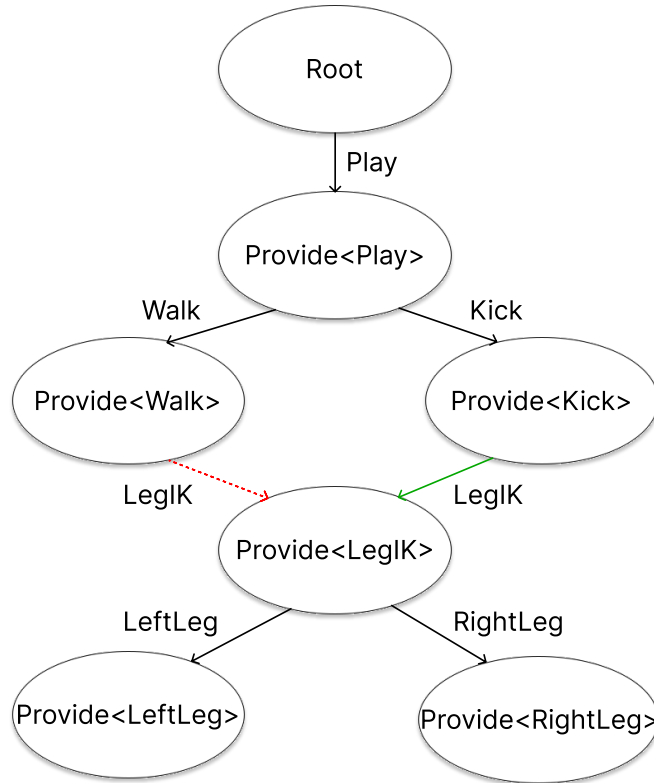 Root
Play
Provide<Play>
Walk
Kick
Provide<Walk>
Provide<Kick>
LegIK
LegIK
Provide<LegIK>
LeftLeg
RightLeg
Provide<LeftLeg>
Provide<RightLeg>